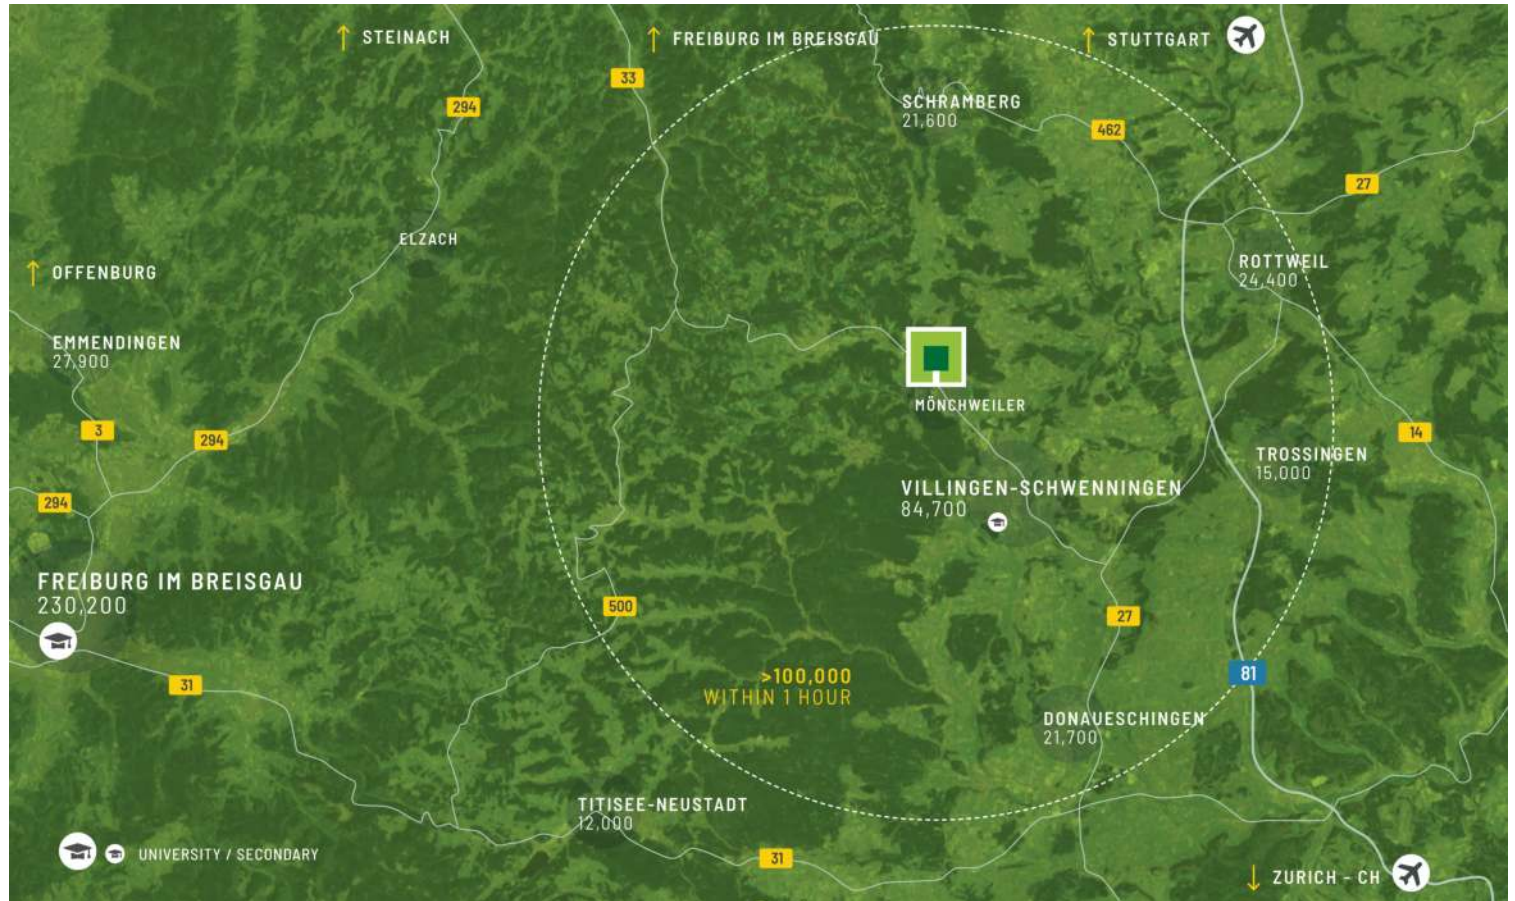 ↑ STEINACH
↑ FREIBURG IM BREISGAU
↑ STUTTGART
33
294
SCHRAMBERG
21,600
462
27
ELZACH
↑ OFFENBURG
ROTTWEIL
24,400
EMMENDINGEN
27,900
MÖNCHWEILER
3
294
14
TROSSINGEN
15,000
294
VILLINGEN-SCHWENNINGEN
84,700
FREIBURG IM BREISGAU
230,200
500
27
31
>100,000
WITHIN 1 HOUR
81
DONAUESCHINGEN
21,700
TITISEE-NEUSTADT
12,000
UNIVERSITY / SECONDARY
31
↓ ZURICH - CH